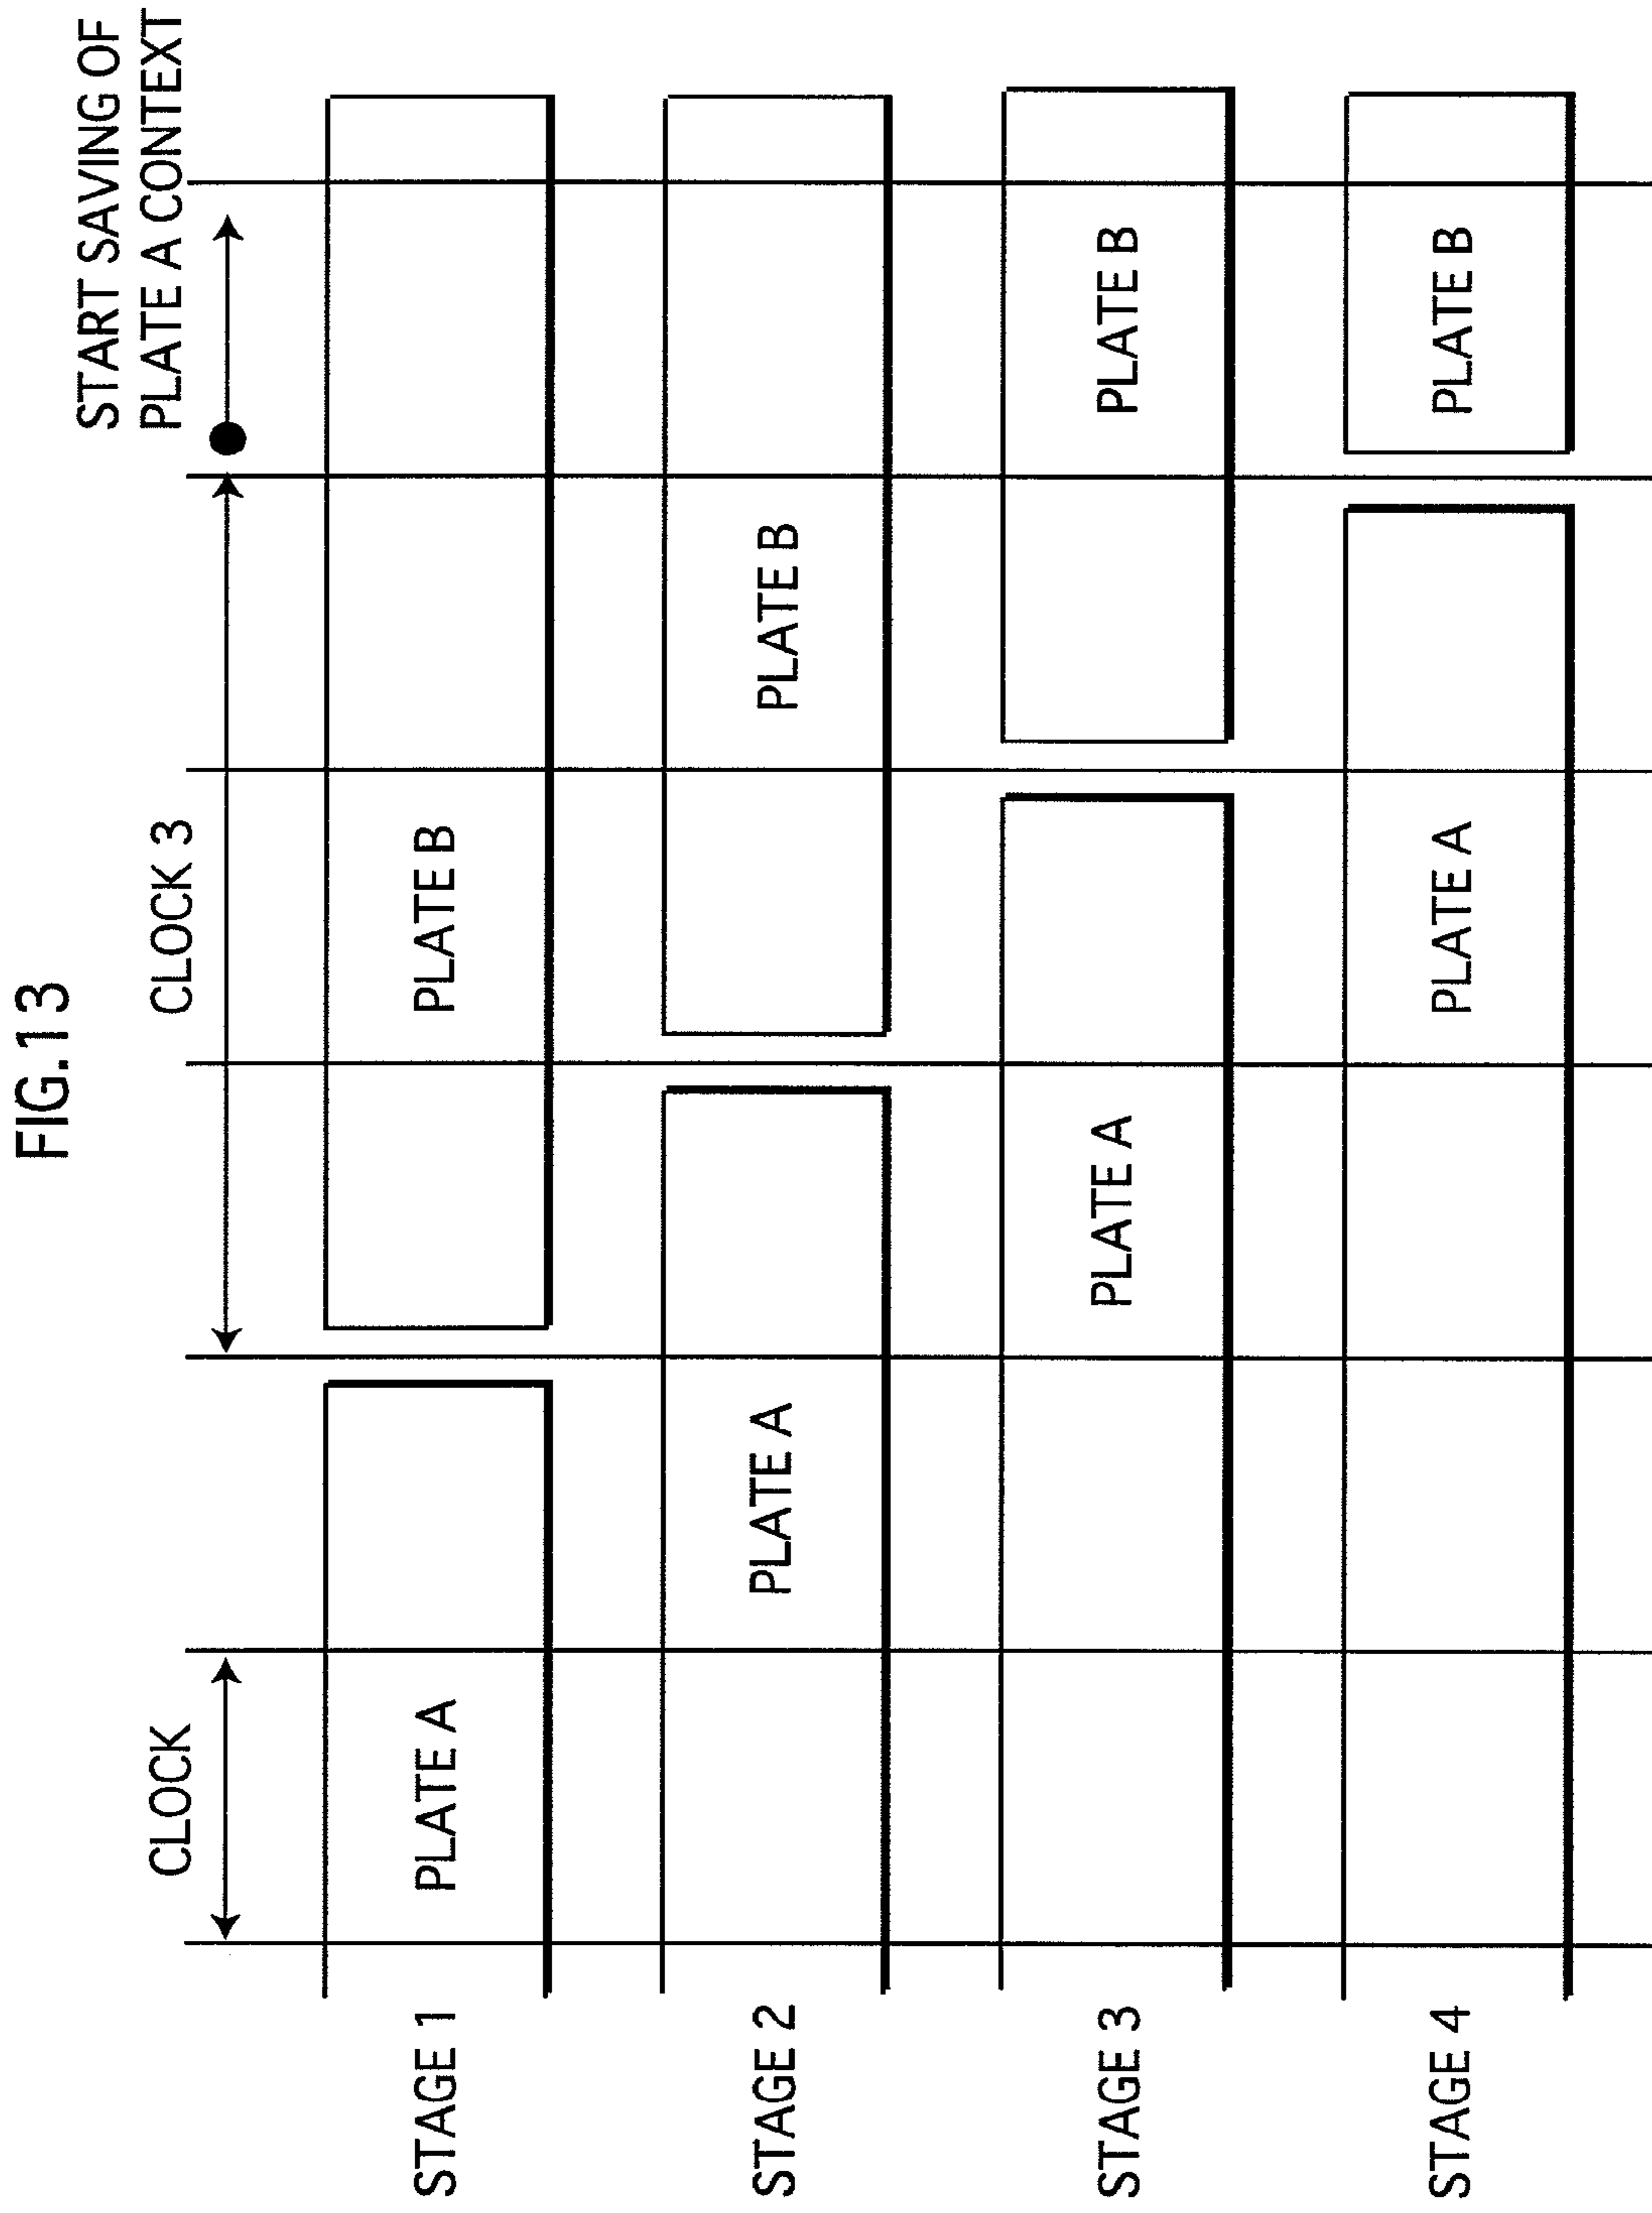 FIG.13
START SAVING OF
PLATE A CONTEXT
CLOCK
CLOCK 3
STAGE 1
PLATE A
PLATE B
STAGE 2
PLATE A
PLATE B
STAGE 3
PLATE A
PLATE B
STAGE 4
PLATE A
PLATE B